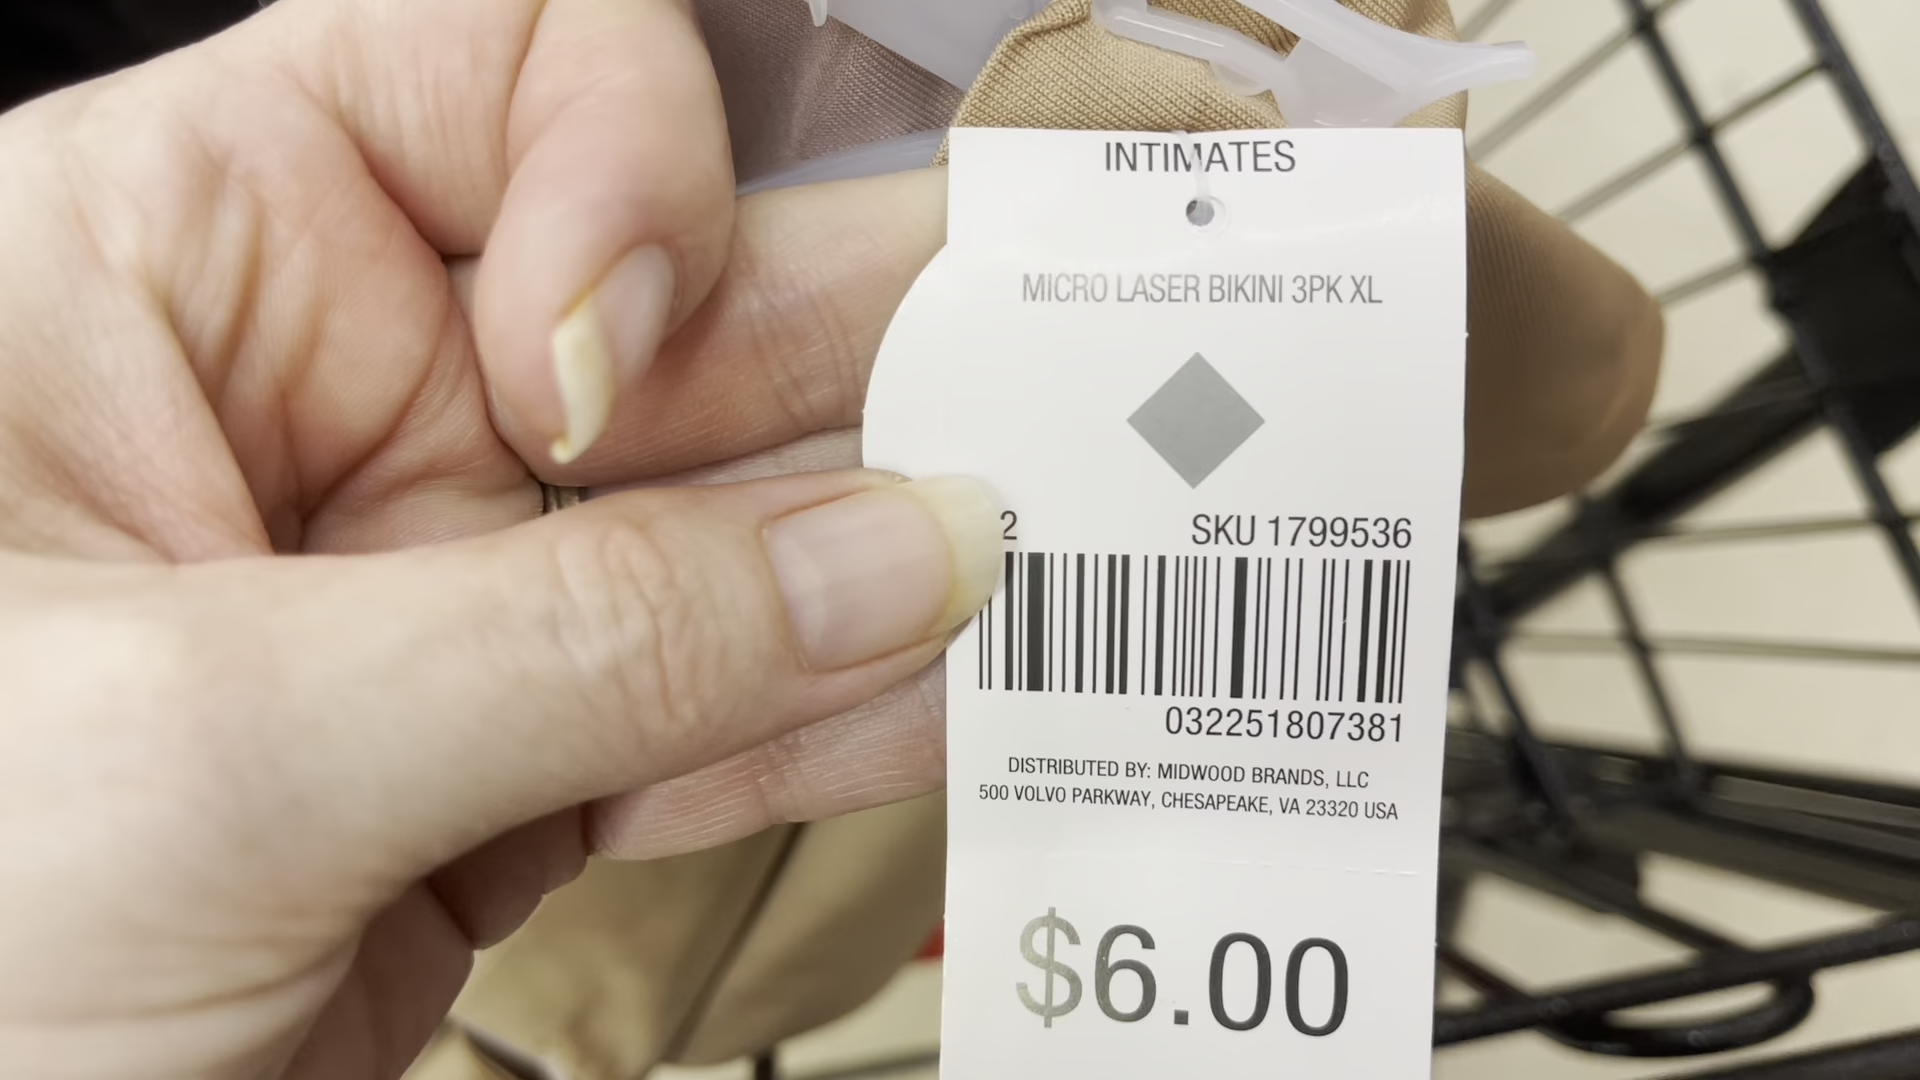 INTIMATES
MICRO LASER BIKINI 3PK XL
2 SKU 1799536
032251807381
DISTRIBUTED BY: MIDWOOD BRANDS, LLC
500 VOLVO PARKWAY, CHESAPEAKE, VA 23320 USA
$6.00